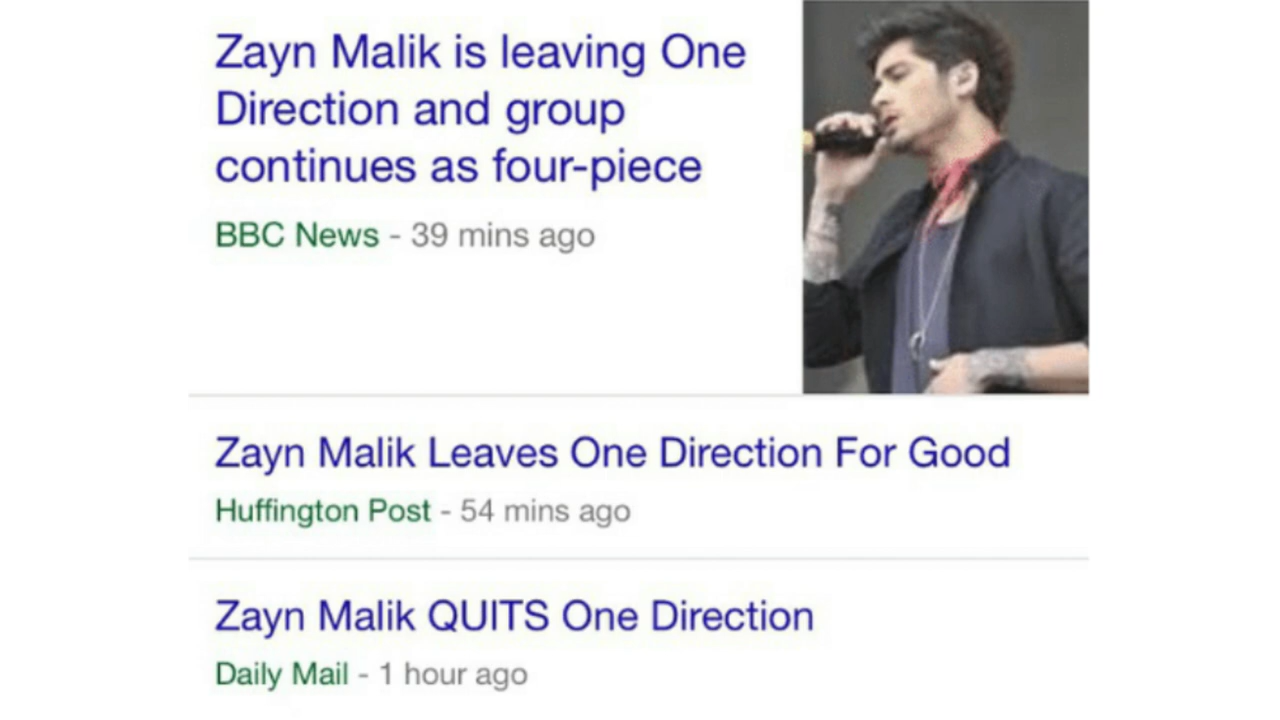 Zayn Malik is leaving One
Direction and group
continues as four-piece
BBC News - 39 mins ago
Zayn Malik Leaves One Direction For Good
Huffington Post - 54 mins ago
Zayn Malik QUITS One Direction
Daily Mail - 1 hour ago